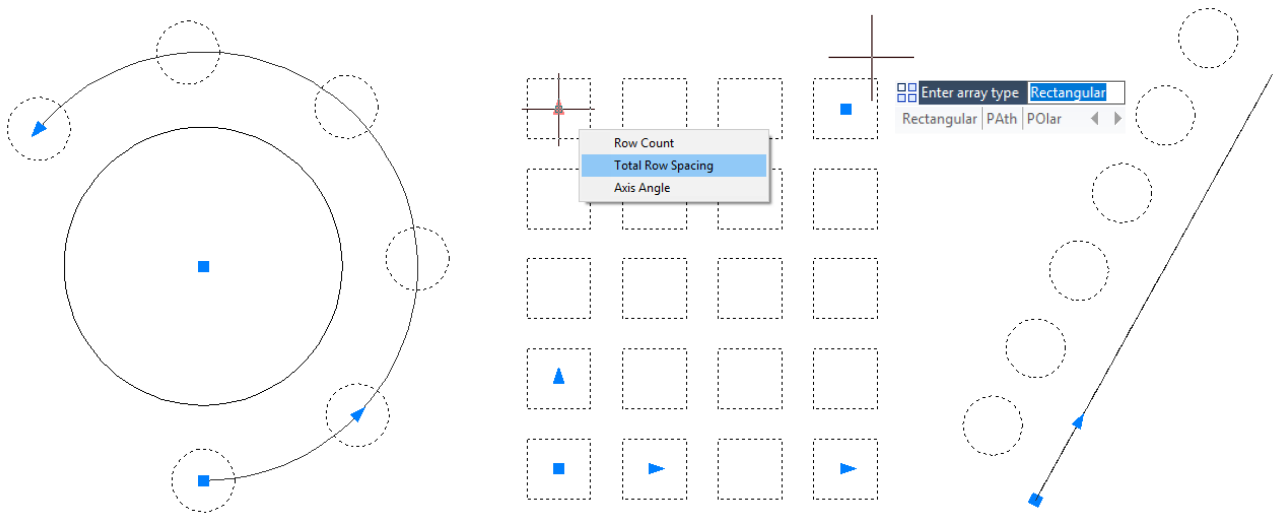 Row Count
Total Row Spacing
Axis Angle
Enter array type Rectangular
Rectangular PAth POlar